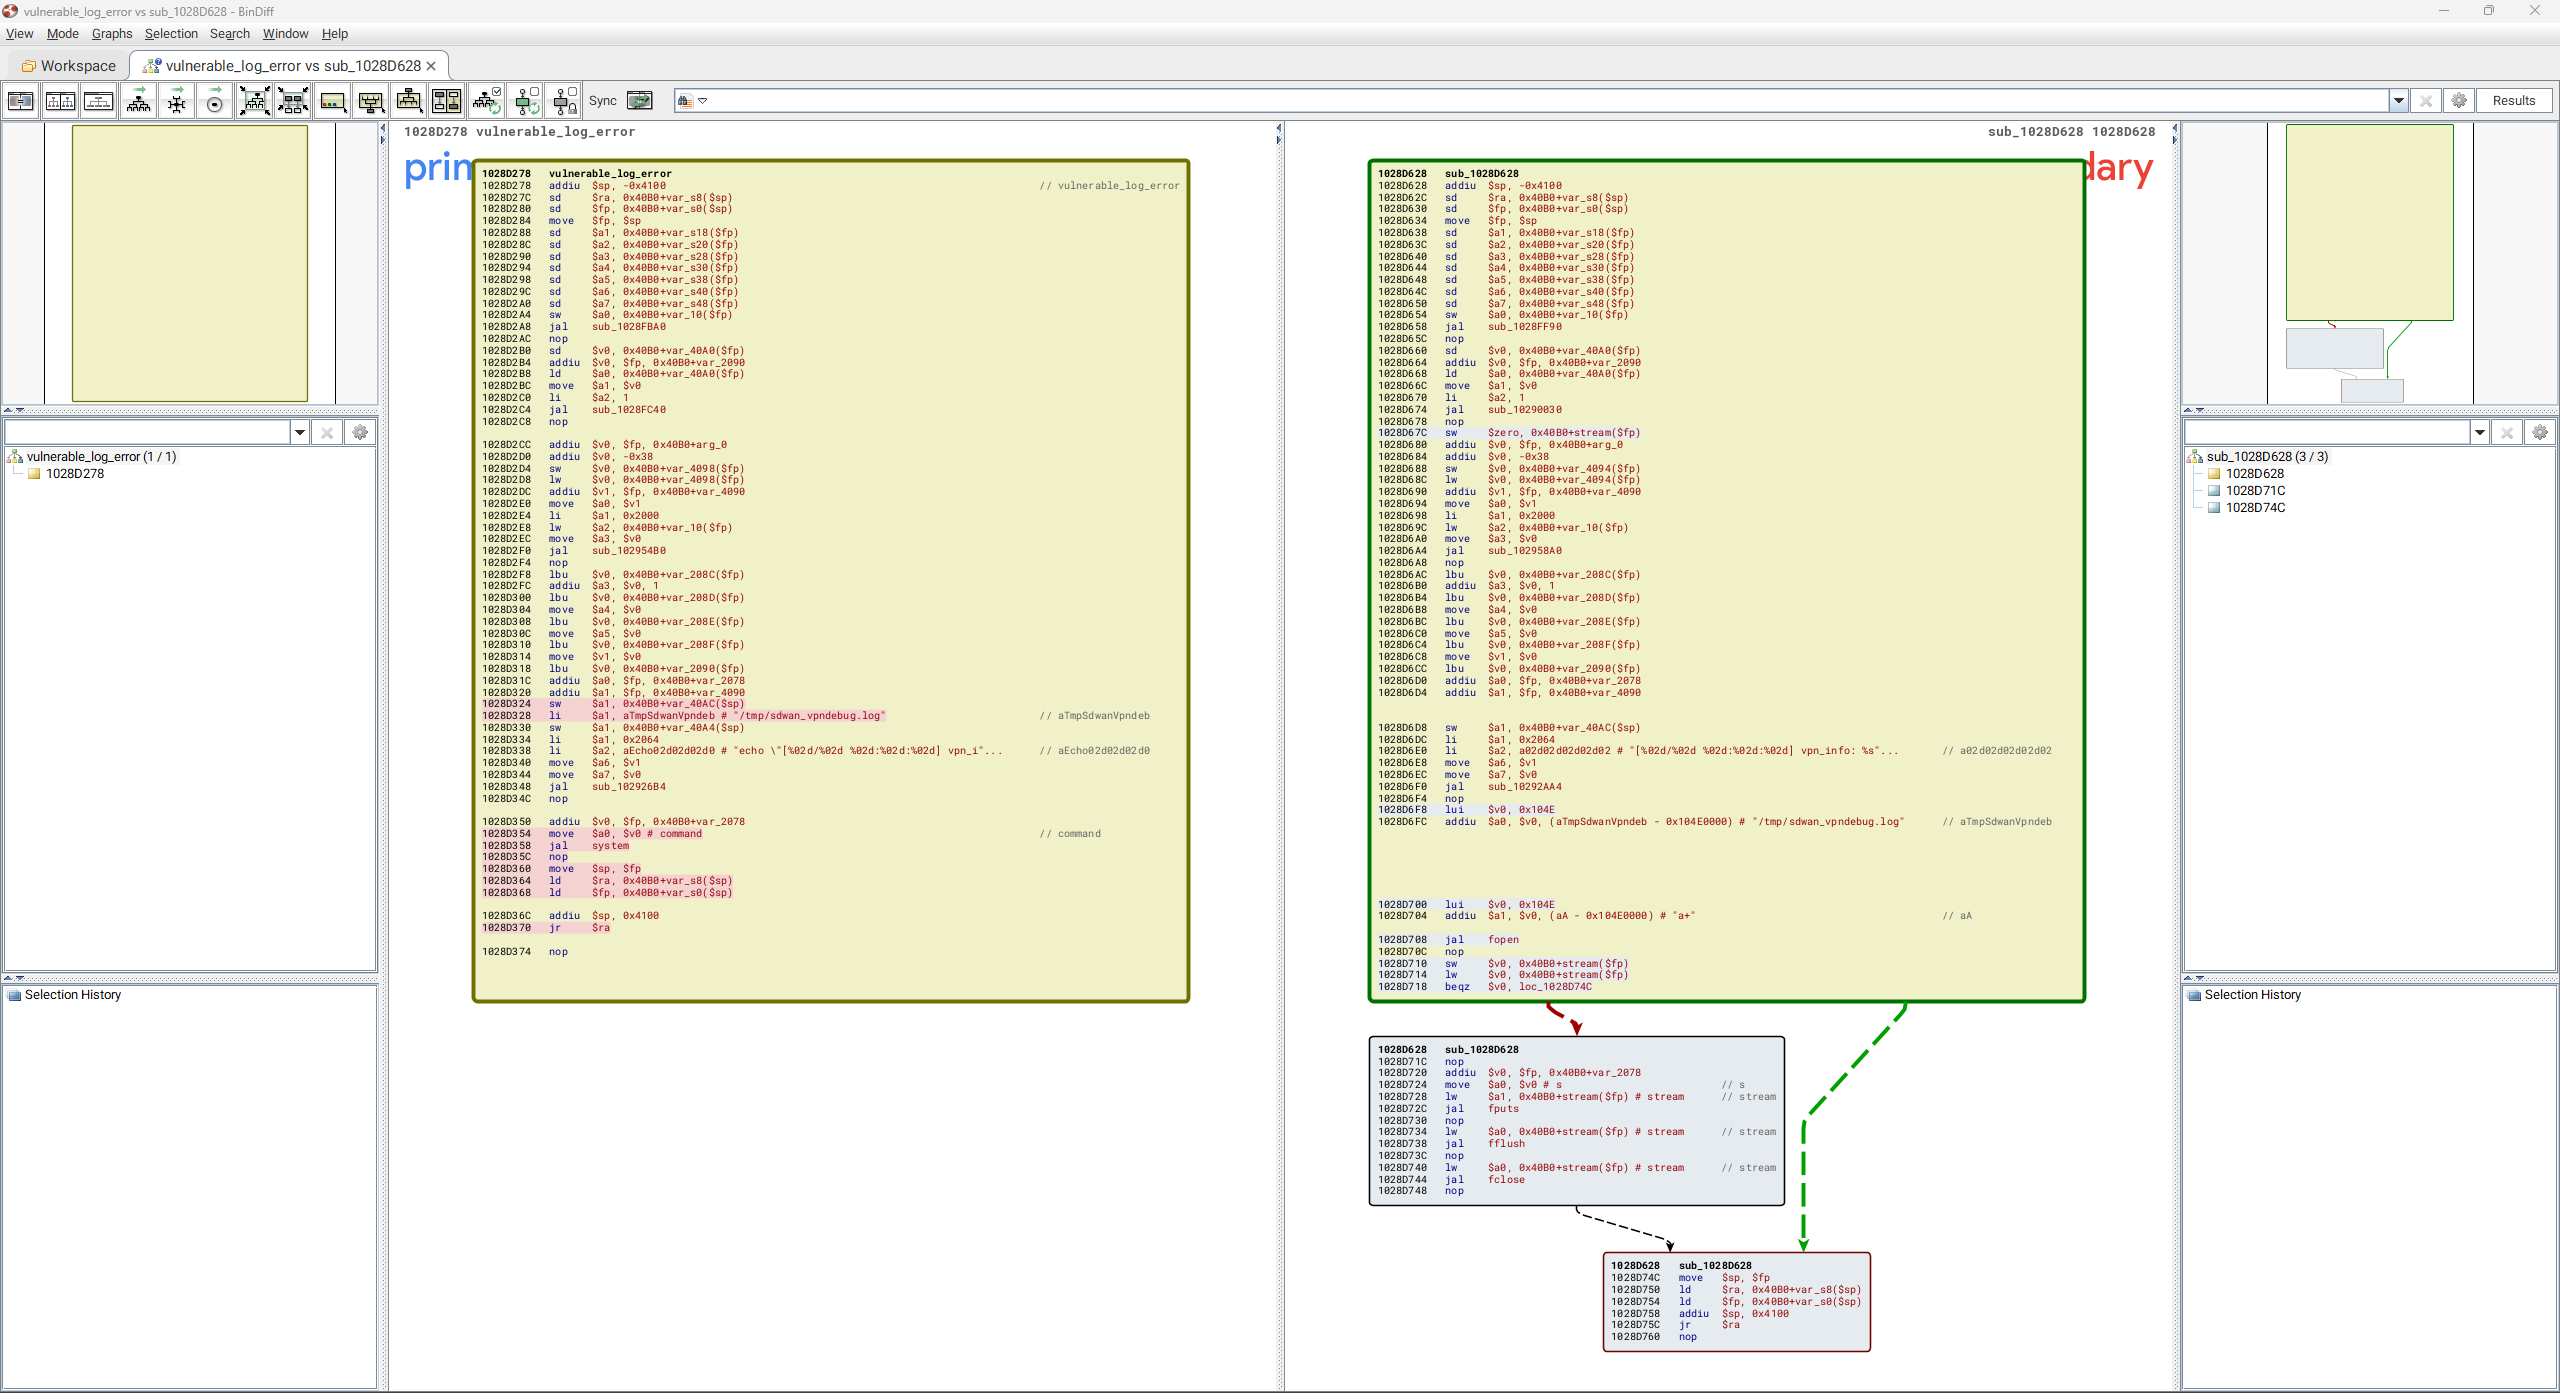 vulnerable_log_error vs sub_1028D628 - BinDiff
View Mode Graphs Selection Search Window Help
Workspace
vulnerable_log_error vs sub_1028D628
Sync
Results
1028D278 vulnerable_log_error
prim
1028D278 vulnerable_log_error
1028D278 addiu $sp, -0x4100 // vulnerable_log_error
1028D27C sd $ra, 0x40B0+var_s8($sp)
1028D280 sd $fp, 0x40B0+var_s0($sp)
1028D284 move $fp, $sp
1028D288 sd $a1, 0x40B0+var_s18($fp)
1028D28C sd $a2, 0x40B0+var_s20($fp)
1028D290 sd $a3, 0x40B0+var_s28($fp)
1028D294 sd $a4, 0x40B0+var_s30($fp)
1028D298 sd $a5, 0x40B0+var_s38($fp)
1028D29C sd $a6, 0x40B0+var_s40($fp)
1028D2A0 sd $a7, 0x40B0+var_s48($fp)
1028D2A4 sw $a0, 0x40B0+var_10($fp)
1028D2A8 jal sub_1028FBA0
1028D2AC nop
1028D2B0 sd $v0, 0x40B0+var_40A0($fp)
1028D2B4 addiu $v0, $fp, 0x40B0+var_2090
1028D2B8 ld $a0, 0x40B0+var_40A0($fp)
1028D2BC move $a1, $v0
1028D2C0 li $a2, 1
1028D2C4 jal sub_1028FC40
1028D2C8 nop
1028D2CC addiu $v0, $fp, 0x40B0+arg_0
1028D2D0 addiu $v0, -0x38
1028D2D4 sw $v0, 0x40B0+var_4098($fp)
1028D2D8 lw $v0, 0x40B0+var_4098($fp)
1028D2DC addiu $v1, $fp, 0x40B0+var_4090
1028D2E0 move $a0, $v1
1028D2E4 li $a1, 0x2000
1028D2E8 lw $a2, 0x40B0+var_10($fp)
1028D2EC move $a3, $v0
1028D2F0 jal sub_102954B0
1028D2F4 nop
1028D2F8 lbu $v0, 0x40B0+var_208C($fp)
1028D2FC addiu $a3, $v0, 1
1028D300 lbu $v0, 0x40B0+var_208D($fp)
1028D304 move $a4, $v0
1028D308 lbu $v0, 0x40B0+var_208E($fp)
1028D30C move $a5, $v0
1028D310 lbu $v0, 0x40B0+var_208F($fp)
1028D314 move $v1, $v0
1028D318 lbu $v0, 0x40B0+var_2090($fp)
1028D31C addiu $a0, $fp, 0x40B0+var_2078
1028D320 addiu $a1, $fp, 0x40B0+var_4090
1028D324 sw $a1, 0x40B0+var_40AC($sp)
1028D328 li $a1, aTmpSdwanVpndeb # "/tmp/sdwan_vpndebug.log" // aTmpSdwanVpndeb
1028D330 sw $a1, 0x40B0+var_40A4($sp)
1028D334 li $a1, 0x2064
1028D338 li $a2, aEcho02d02d02d0 # "echo \"[%02d/%02d %02d:%02d:%02d] vpn_i"... // aEcho02d02d02d0
1028D340 move $a6, $v1
1028D344 move $a7, $v0
1028D348 jal sub_102926B4
1028D34C nop
1028D350 addiu $v0, $fp, 0x40B0+var_2078
1028D354 move $a0, $v0 # command // command
1028D358 jal system
1028D35C nop
1028D360 move $sp, $fp
1028D364 ld $ra, 0x40B0+var_s8($sp)
1028D368 ld $fp, 0x40B0+var_s0($sp)
1028D36C addiu $sp, 0x4100
1028D370 jr $ra
1028D374 nop
sub_1028D628 1028D628
dary
1028D628 sub_1028D628
1028D628 addiu $sp, -0x4100
1028D62C sd $ra, 0x40B0+var_s8($sp)
1028D630 sd $fp, 0x40B0+var_s0($sp)
1028D634 move $fp, $sp
1028D638 sd $a1, 0x40B0+var_s18($fp)
1028D63C sd $a2, 0x40B0+var_s20($fp)
1028D640 sd $a3, 0x40B0+var_s28($fp)
1028D644 sd $a4, 0x40B0+var_s30($fp)
1028D648 sd $a5, 0x40B0+var_s38($fp)
1028D64C sd $a6, 0x40B0+var_s40($fp)
1028D650 sd $a7, 0x40B0+var_s48($fp)
1028D654 sw $a0, 0x40B0+var_10($fp)
1028D658 jal sub_1028FF90
1028D65C nop
1028D660 sd $v0, 0x40B0+var_40A0($fp)
1028D664 addiu $v0, $fp, 0x40B0+var_2090
1028D668 ld $a0, 0x40B0+var_40A0($fp)
1028D66C move $a1, $v0
1028D670 li $a2, 1
1028D674 jal sub_10290030
1028D678 nop
1028D67C sw $zero, 0x40B0+stream($fp)
1028D680 addiu $v0, $fp, 0x40B0+arg_0
1028D684 addiu $v0, -0x38
1028D688 sw $v0, 0x40B0+var_4094($fp)
1028D68C lw $v0, 0x40B0+var_4094($fp)
1028D690 addiu $v1, $fp, 0x40B0+var_4090
1028D694 move $a0, $v1
1028D698 li $a1, 0x2000
1028D69C lw $a2, 0x40B0+var_10($fp)
1028D6A0 move $a3, $v0
1028D6A4 jal sub_102958A0
1028D6A8 nop
1028D6AC lbu $v0, 0x40B0+var_208C($fp)
1028D6B0 addiu $a3, $v0, 1
1028D6B4 lbu $v0, 0x40B0+var_208D($fp)
1028D6B8 move $a4, $v0
1028D6BC lbu $v0, 0x40B0+var_208E($fp)
1028D6C0 move $a5, $v0
1028D6C4 lbu $v0, 0x40B0+var_208F($fp)
1028D6C8 move $v1, $v0
1028D6CC lbu $v0, 0x40B0+var_2090($fp)
1028D6D0 addiu $a0, $fp, 0x40B0+var_2078
1028D6D4 addiu $a1, $fp, 0x40B0+var_4090
1028D6D8 sw $a1, 0x40B0+var_40AC($sp)
1028D6DC li $a1, 0x2064
1028D6E0 li $a2, a02d02d02d02d02 # "[%02d/%02d %02d:%02d:%02d] vpn_info: %s"... // a02d02d02d02d02
1028D6E8 move $a6, $v1
1028D6EC move $a7, $v0
1028D6F0 jal sub_10292AA4
1028D6F4 nop
1028D6F8 lui $v0, 0x104E
1028D6FC addiu $a0, $v0, (aTmpSdwanVpndeb - 0x104E0000) # "/tmp/sdwan_vpndebug.log" // aTmpSdwanVpndeb
1028D700 lui $v0, 0x104E
1028D704 addiu $a1, $v0, (aA - 0x104E0000) # "a+" // aA
1028D708 jal fopen
1028D70C nop
1028D710 sw $v0, 0x40B0+stream($fp)
1028D714 lw $v0, 0x40B0+stream($fp)
1028D718 beqz $v0, loc_1028D74C
1028D628 sub_1028D628
1028D71C nop
1028D720 addiu $v0, $fp, 0x40B0+var_2078
1028D724 move $a0, $v0 # s // s
1028D728 lw $a1, 0x40B0+stream($fp) # stream // stream
1028D72C jal fputs
1028D730 nop
1028D734 lw $a0, 0x40B0+stream($fp) # stream // stream
1028D738 jal fflush
1028D73C nop
1028D740 lw $a0, 0x40B0+stream($fp) # stream // stream
1028D744 jal fclose
1028D748 nop
1028D628 sub_1028D628
1028D74C move $sp, $fp
1028D750 ld $ra, 0x40B0+var_s8($sp)
1028D754 ld $fp, 0x40B0+var_s0($sp)
1028D758 addiu $sp, 0x4100
1028D75C jr $ra
1028D760 nop
vulnerable_log_error (1 / 1)
1028D278
Selection History
sub_1028D628 (3 / 3)
1028D628
1028D71C
1028D74C
Selection History